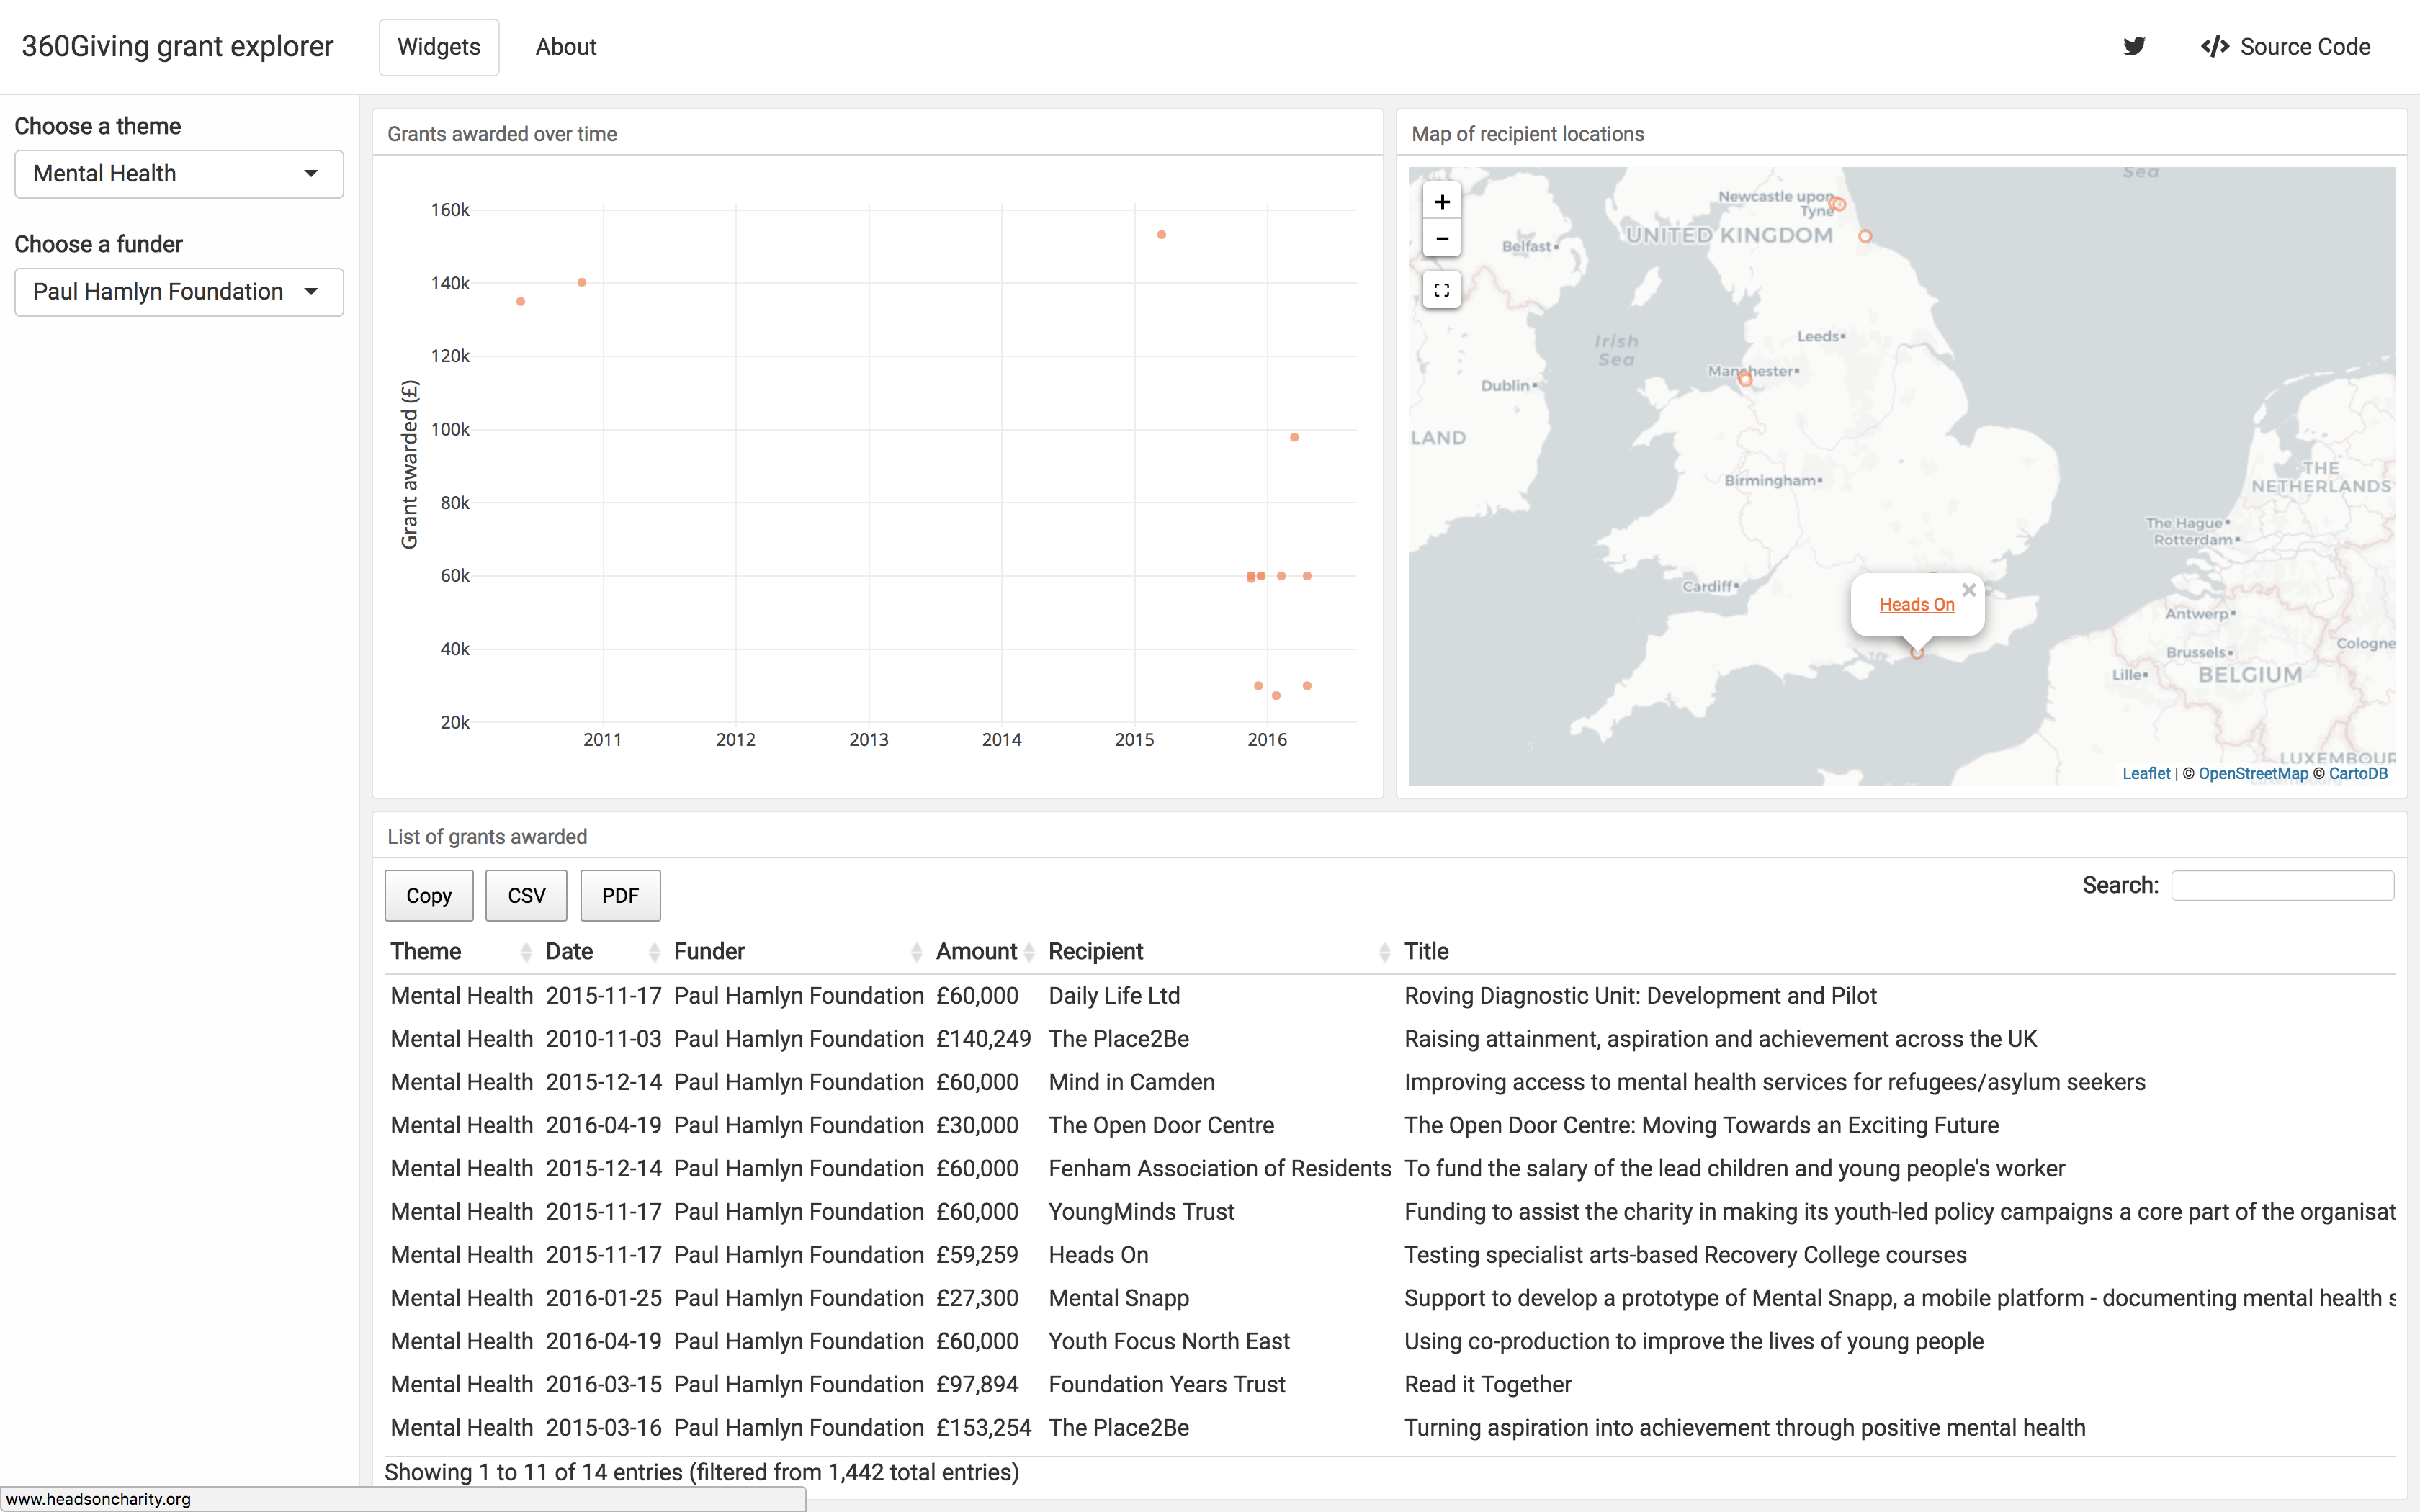 360Giving grant explorer
Widgets
About
Source Code
Choose a theme
Mental Health
Choose a funder
Paul Hamlyn Foundation
Grants awarded over time
160k
140k
120k
100k
80k
60k
40k
20k
Grant awarded (£)
2011 2012 2013 2014 2015 2016
Map of recipient locations
+
-
Sea
Newcastle upon
Tyne
UNITED KINGDOM
Belfast
Irish
Sea
Leeds
Manchester
Dublin
LAND
Birmingham
THE
NETHERLANDS
The Hague
Rotterdam
Cardiff
Heads On
×
Antwerp
Cologne
Brussels
Lille
BELGIUM
LUXEMBOUR
Leaflet | © OpenStreetMap © CartoDB
List of grants awarded
Copy CSV PDF
Search:
Theme Date Funder Amount Recipient Title
Mental Health 2015-11-17 Paul Hamlyn Foundation £60,000 Daily Life Ltd Roving Diagnostic Unit: Development and Pilot
Mental Health 2010-11-03 Paul Hamlyn Foundation £140,249 The Place2Be Raising attainment, aspiration and achievement across the UK
Mental Health 2015-12-14 Paul Hamlyn Foundation £60,000 Mind in Camden Improving access to mental health services for refugees/asylum seekers
Mental Health 2016-04-19 Paul Hamlyn Foundation £30,000 The Open Door Centre The Open Door Centre: Moving Towards an Exciting Future
Mental Health 2015-12-14 Paul Hamlyn Foundation £60,000 Fenham Association of Residents To fund the salary of the lead children and young people's worker
Mental Health 2015-11-17 Paul Hamlyn Foundation £60,000 YoungMinds Trust Funding to assist the charity in making its youth-led policy campaigns a core part of the organisat
Mental Health 2015-11-17 Paul Hamlyn Foundation £59,259 Heads On Testing specialist arts-based Recovery College courses
Mental Health 2016-01-25 Paul Hamlyn Foundation £27,300 Mental Snapp Support to develop a prototype of Mental Snapp, a mobile platform - documenting mental health s
Mental Health 2016-04-19 Paul Hamlyn Foundation £60,000 Youth Focus North East Using co-production to improve the lives of young people
Mental Health 2016-03-15 Paul Hamlyn Foundation £97,894 Foundation Years Trust Read it Together
Mental Health 2015-03-16 Paul Hamlyn Foundation £153,254 The Place2Be Turning aspiration into achievement through positive mental health
Showing 1 to 11 of 14 entries (filtered from 1,442 total entries)
www.headsoncharity.org